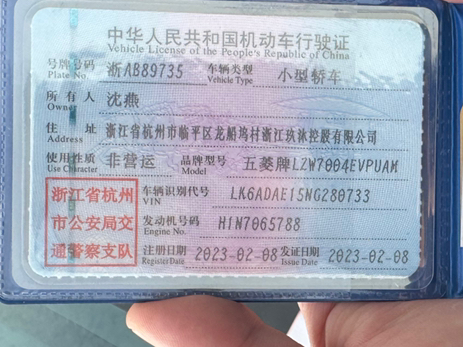 中华人民共和国机动车行驶证
Vehicle License of the People's Republic of China
号牌号码 浙AB89735 车辆类型 小型轿车
Plate No. Vehicle Type
所有人 沈燕
Owner
住址 浙江省杭州市临平区龙船坞村浙江玖泳控股有限公司
Address
使用性质 非营运 品牌型号 五菱牌LZW7004EVPUAM
Use Character Model
浙江省杭州 车辆识别代号 LK6ADAE15NG280733
VIN
市公安局交 发动机号码 H1N7065788
Engine No.
通警察支队 注册日期 2023-02-08 发证日期 2023-02-08
Register Date Issue Date